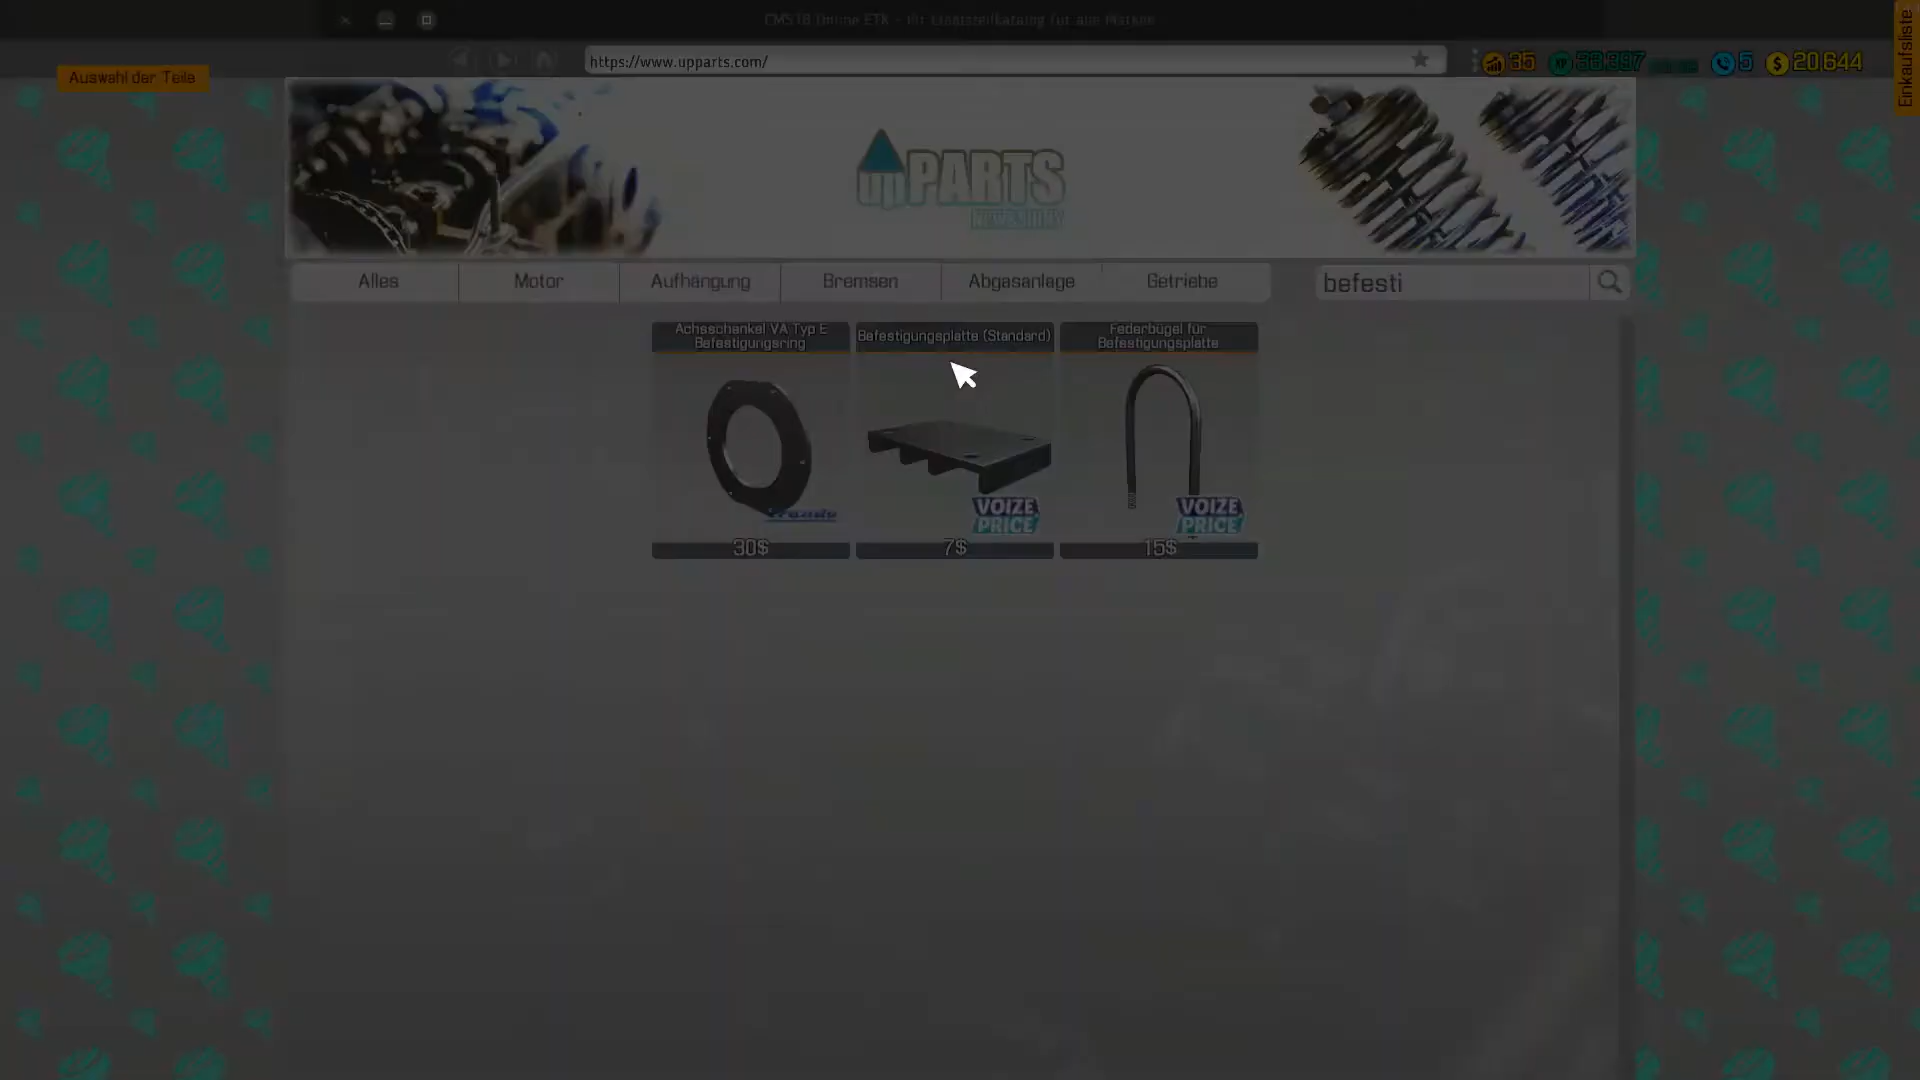 CMS18 Online ETK - Ihr Ersatzteilkatalog für alle Marken
https://www.upparts.com/
35
5
20,644
Einkaufsliste
Auswahl der Teile
upPARTS
Alles
Motor
Aufhängung
Bremsen
Abgasanlage
Getriebe
befesti
Achsschenkel VA Typ E
Befestigungsring
Befestigungsplatte (Standard)
Federbügel für
Befestigungsplatte
VOIZE
PRICE
VOIZE
PRICE
30$
7$
15$